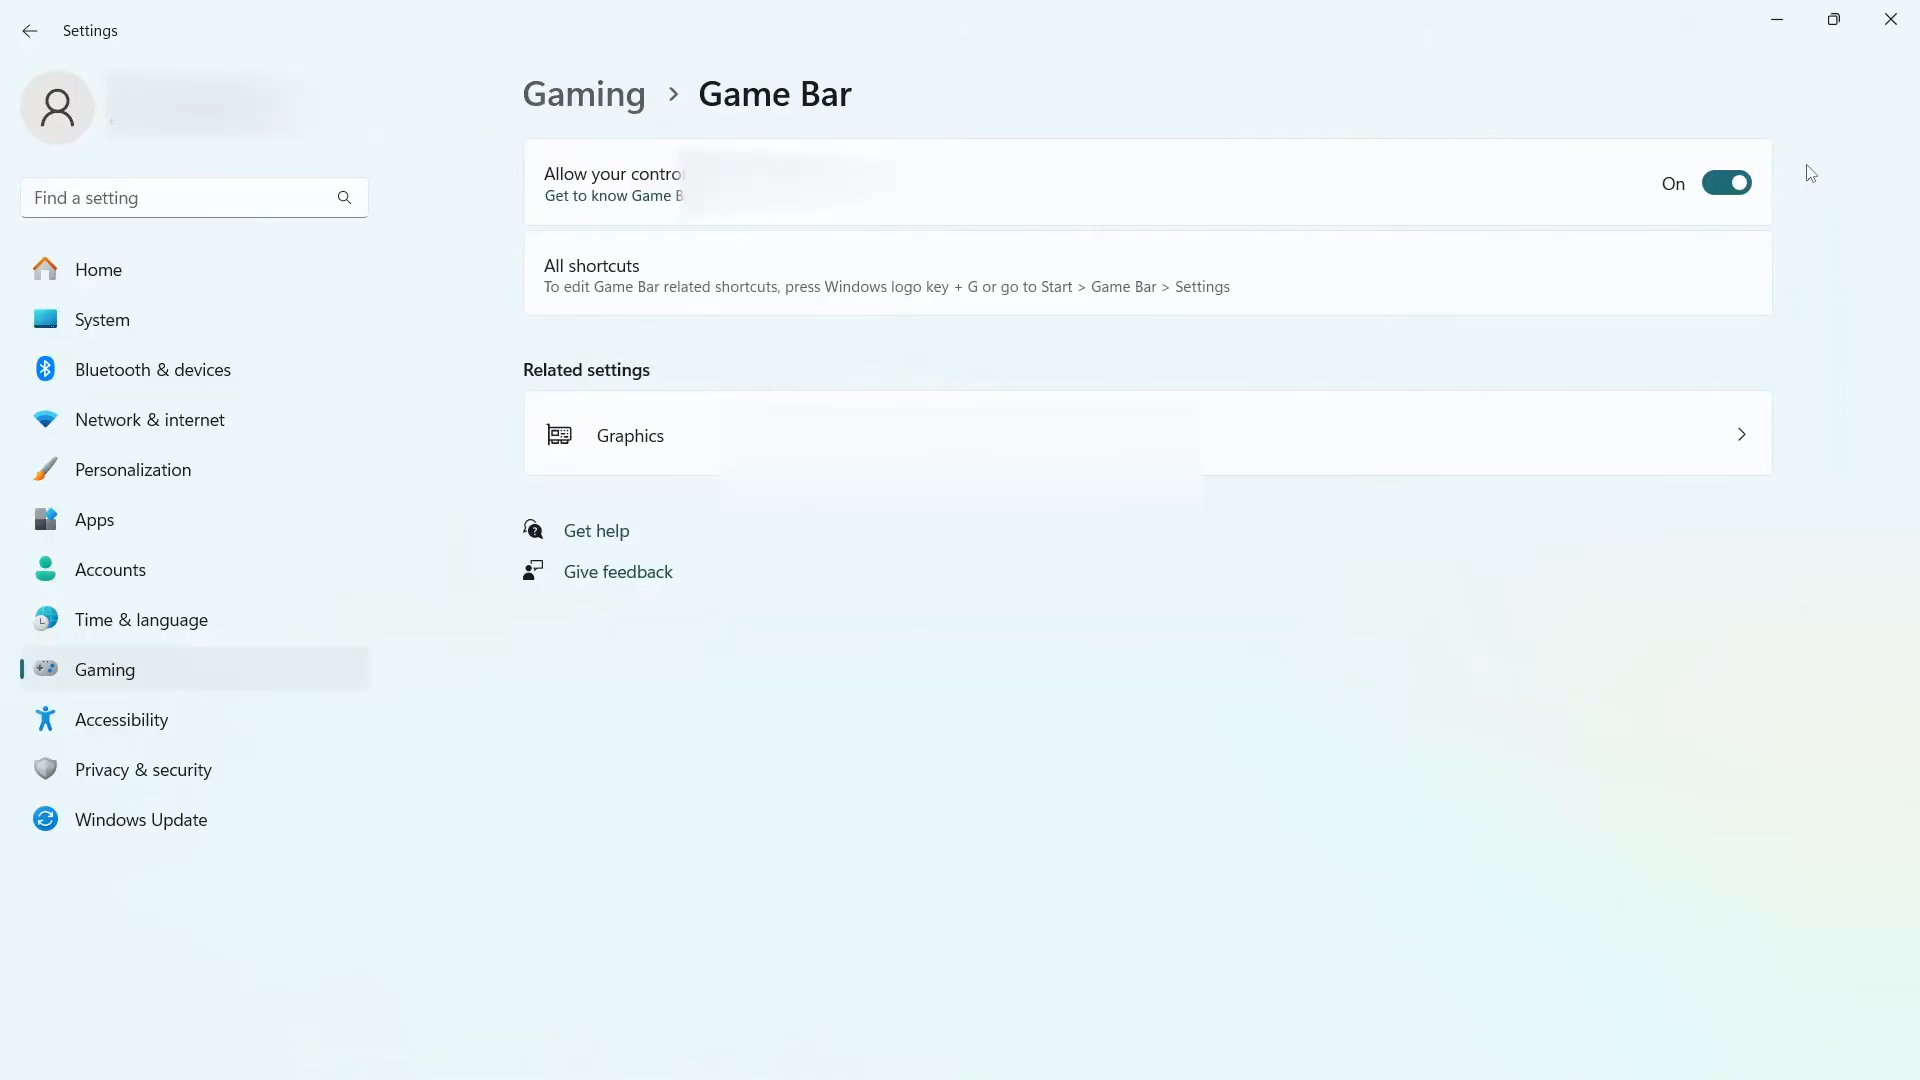 Settings
Find a setting
Home
System
Bluetooth & devices
Network & internet
Personalization
Apps
Accounts
Time & language
Gaming
Accessibility
Privacy & security
Windows Update
Gaming > Game Bar
Allow your
Get to know Game
On
All shortcuts
To edit Game Bar related shortcuts, press Windows logo key + G or go to Start > Game Bar > Settings
Related settings
Graphics
Get help
Give feedback